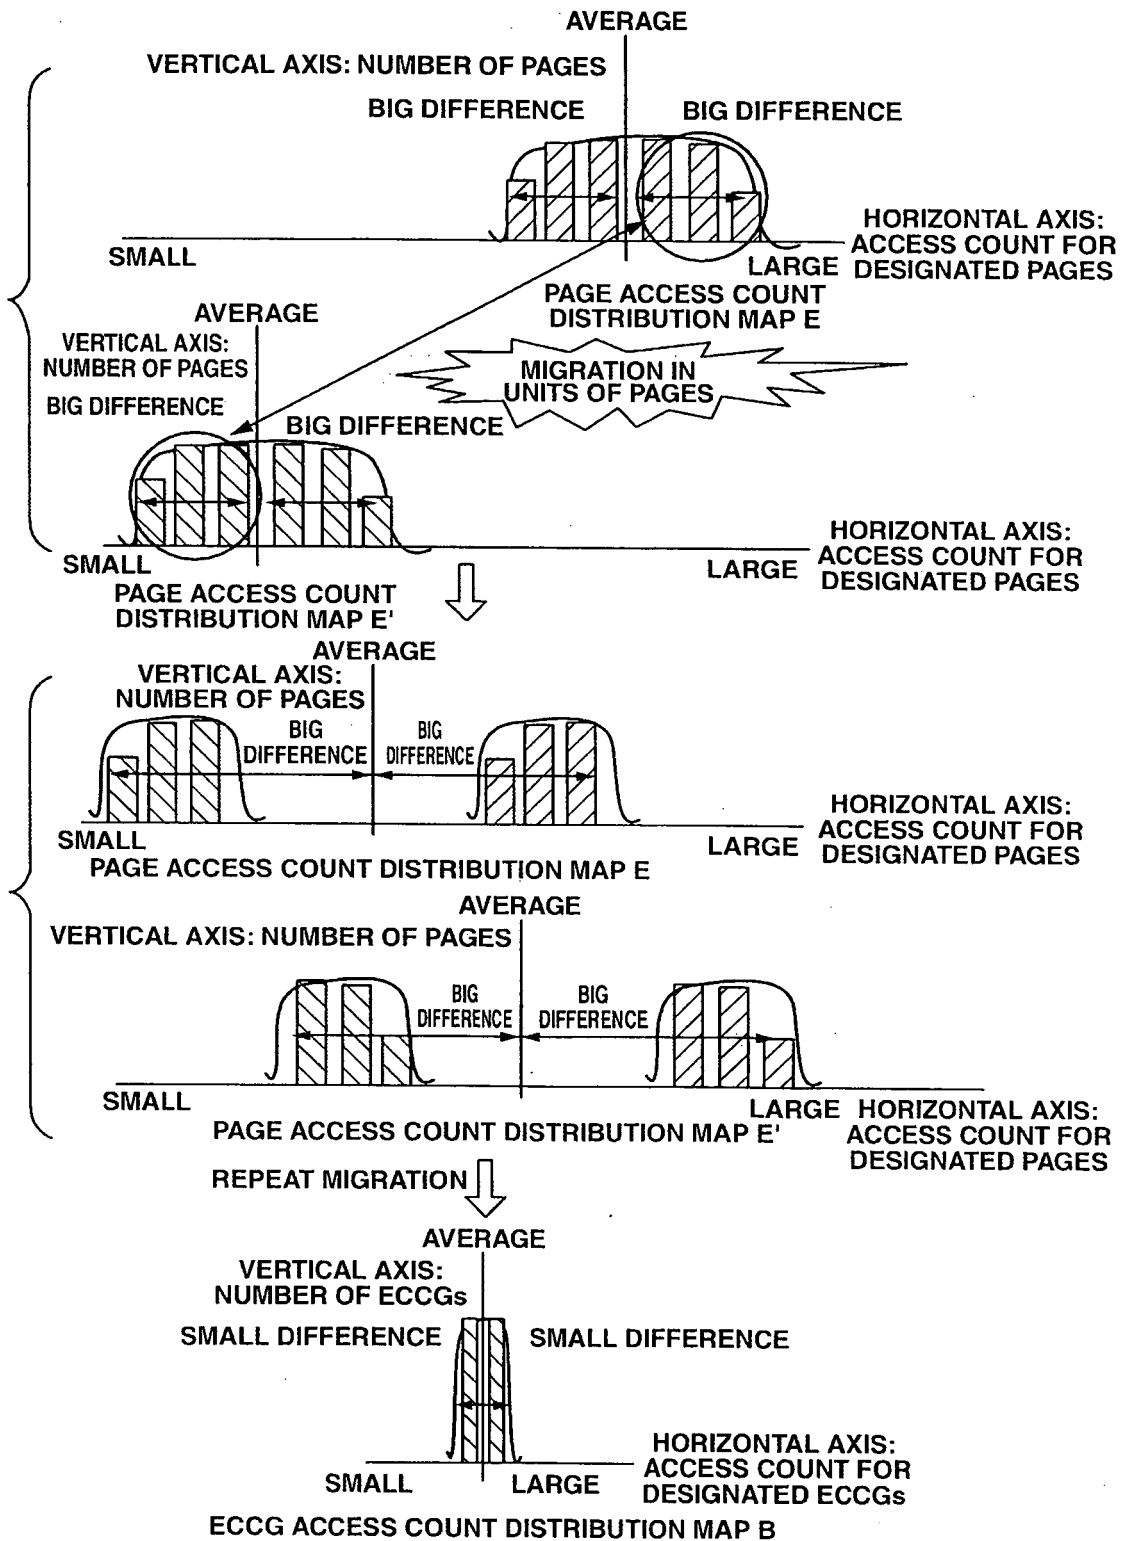 AVERAGE
VERTICAL AXIS: NUMBER OF PAGES
BIG DIFFERENCE
BIG DIFFERENCE
SMALL
LARGE
HORIZONTAL AXIS:
ACCESS COUNT FOR
DESIGNATED PAGES
PAGE ACCESS COUNT
DISTRIBUTION MAP E
MIGRATION IN
UNITS OF PAGES
AVERAGE
VERTICAL AXIS:
NUMBER OF PAGES
BIG DIFFERENCE
BIG DIFFERENCE
SMALL
LARGE
HORIZONTAL AXIS:
ACCESS COUNT FOR
DESIGNATED PAGES
PAGE ACCESS COUNT
DISTRIBUTION MAP E'
AVERAGE
VERTICAL AXIS:
NUMBER OF PAGES
BIG
DIFFERENCE
BIG
DIFFERENCE
SMALL
LARGE
HORIZONTAL AXIS:
ACCESS COUNT FOR
DESIGNATED PAGES
PAGE ACCESS COUNT DISTRIBUTION MAP E
AVERAGE
VERTICAL AXIS: NUMBER OF PAGES
BIG
DIFFERENCE
BIG
DIFFERENCE
SMALL
LARGE
HORIZONTAL AXIS:
ACCESS COUNT FOR
DESIGNATED PAGES
PAGE ACCESS COUNT DISTRIBUTION MAP E'
REPEAT MIGRATION
AVERAGE
VERTICAL AXIS:
NUMBER OF ECCGs
SMALL DIFFERENCE
SMALL DIFFERENCE
SMALL
LARGE
HORIZONTAL AXIS:
ACCESS COUNT FOR
DESIGNATED ECCGs
ECCG ACCESS COUNT DISTRIBUTION MAP B